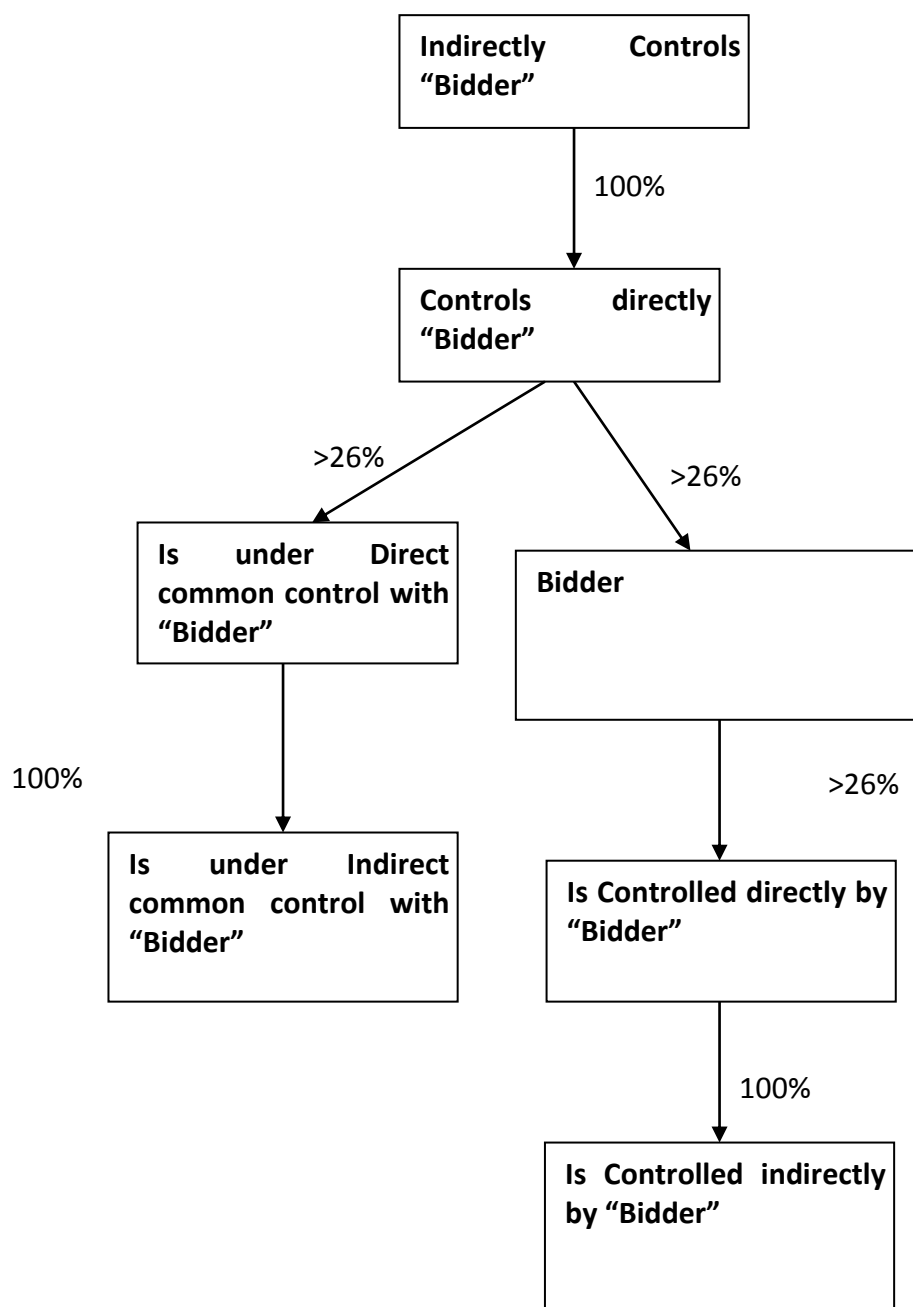 Indirectly Controls
“Bidder”
100%
Controls directly
“Bidder”
>26%
>26%
Is under Direct
common control with
“Bidder”
Bidder
100%
>26%
Is under Indirect
common control with
“Bidder”
Is Controlled directly by
“Bidder”
100%
Is Controlled indirectly
by “Bidder”